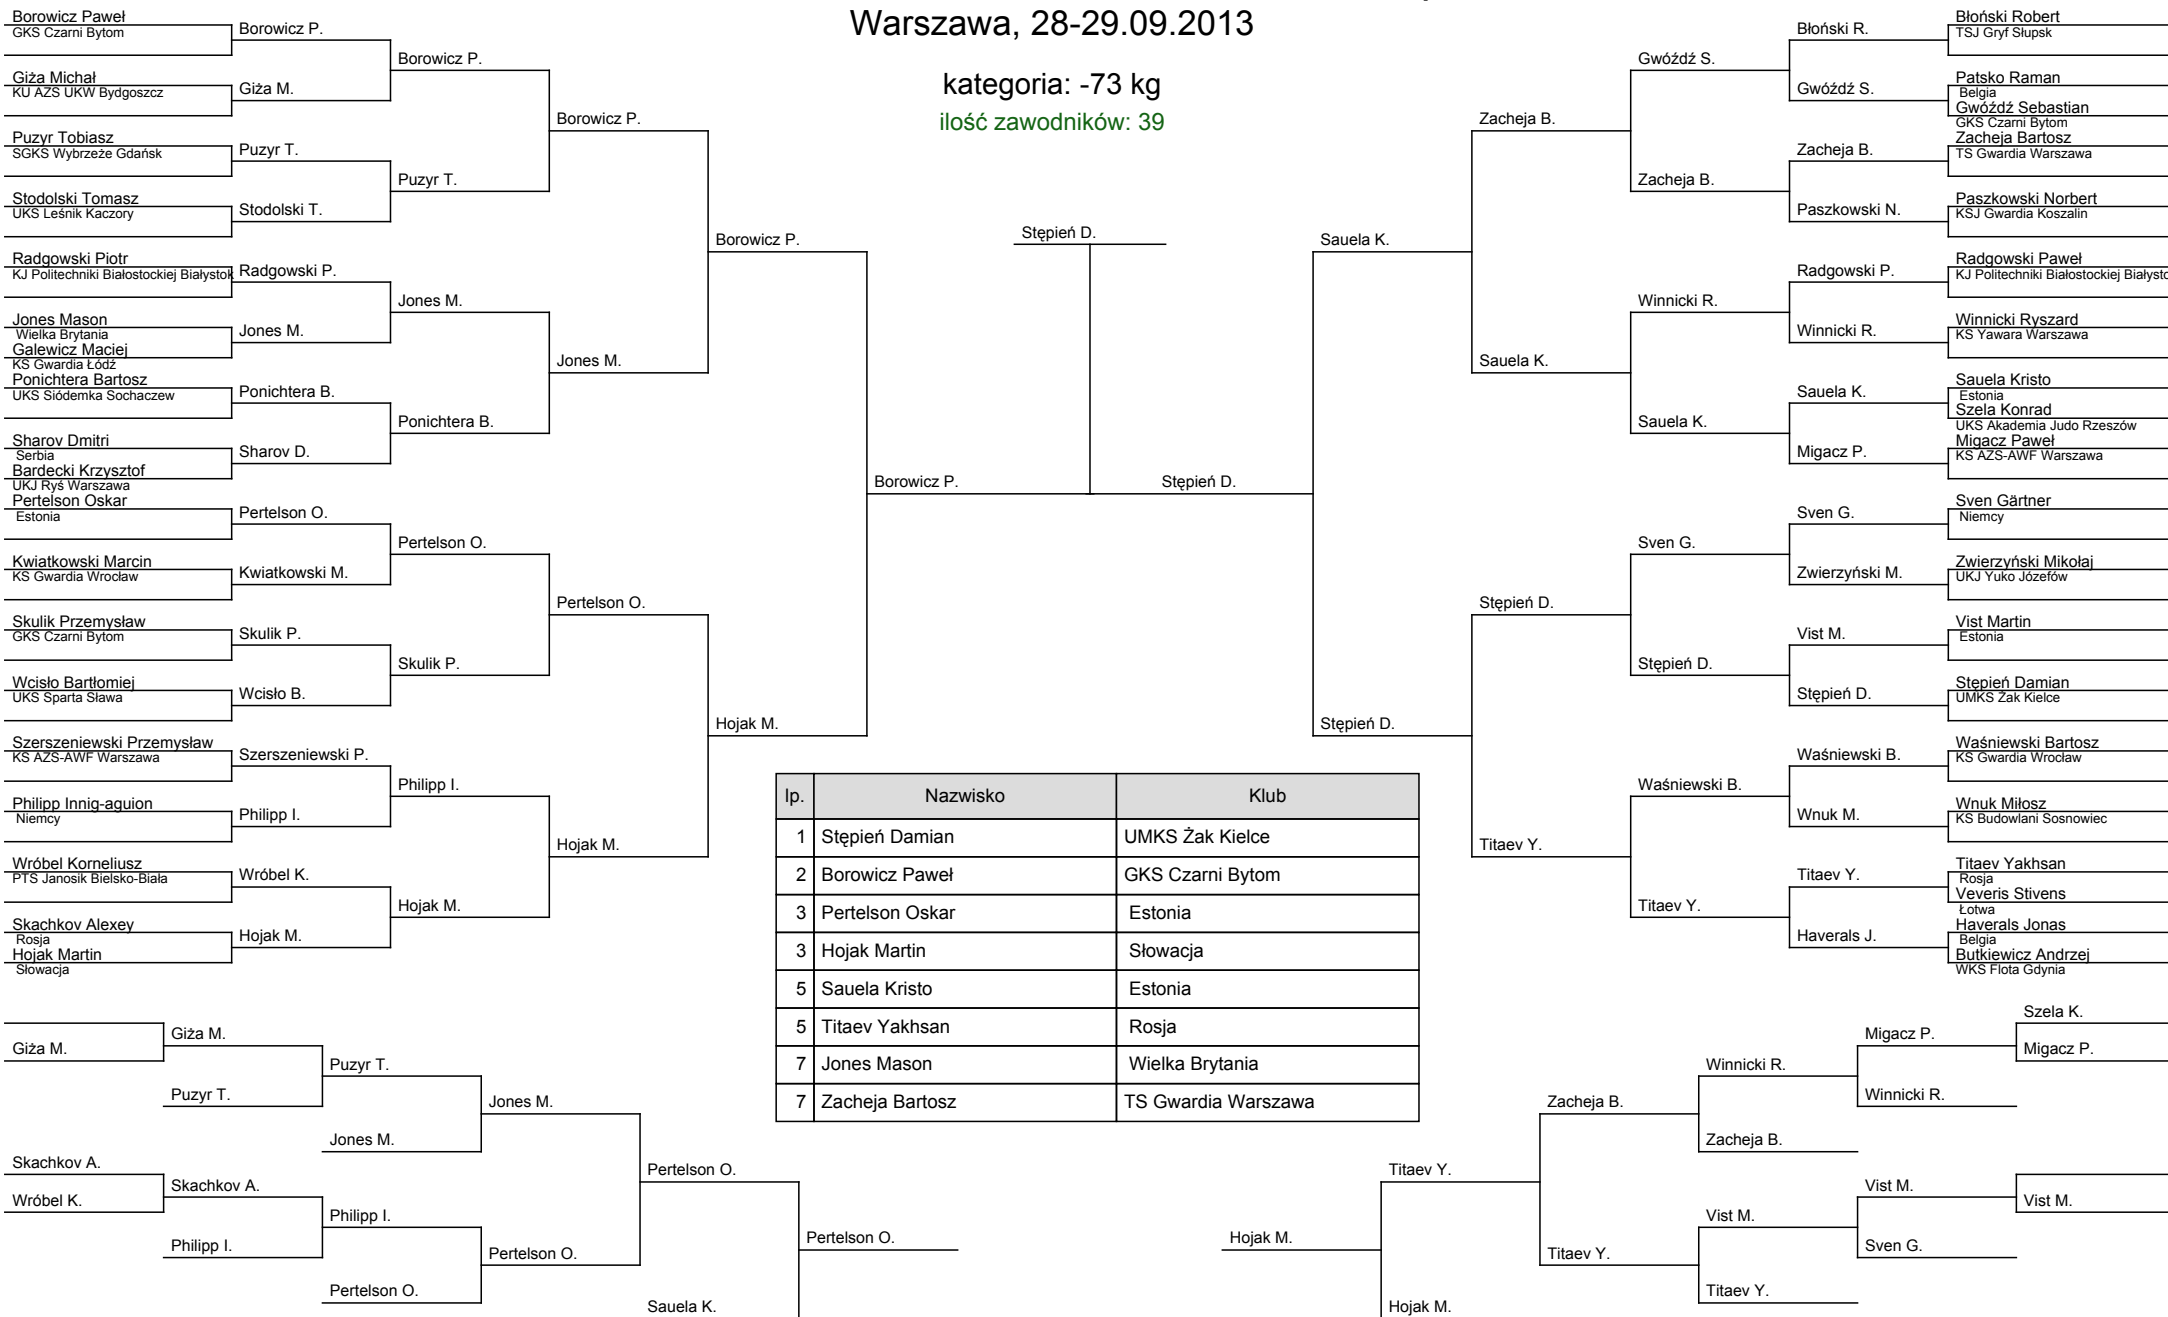 Warszawa, 28-29.09.2013
kategoria: -73 kg
ilość zawodników: 39
Borowicz Paweł
GKS Czarni Bytom
Giża Michał
KU AZS UKW Bydgoszcz
Puzyr Tobiasz
SGKS Wybrzeże Gdańsk
Stodolski Tomasz
UKS Leśnik Kaczory
Radgowski Piotr
KJ Politechniki Białostockiej Białystok
Jones Mason
Wielka Brytania
Galewicz Maciej
KS Gwardia Łódź
Ponichtera Bartosz
UKS Siódemka Sochaczew
Sharov Dmitri
Serbia
Bardecki Krzysztof
UKJ Ryś Warszawa
Pertelson Oskar
Estonia
Kwiatkowski Marcin
KS Gwardia Wrocław
Skulik Przemysław
GKS Czarni Bytom
Wcisło Bartłomiej
UKS Sparta Sława
Szerszeniewski Przemysław
KS AZS-AWF Warszawa
Philipp Innig-aguion
Niemcy
Wróbel Korneliusz
PTS Janosik Bielsko-Biała
Skachkov Alexey
Rosja
Hojak Martin
Słowacja
Borowicz P.
Giża M.
Puzyr T.
Stodolski T.
Radgowski P.
Jones M.
Ponichtera B.
Sharov D.
Pertelson O.
Kwiatkowski M.
Skulik P.
Wcisło B.
Szerszeniewski P.
Philipp I.
Wróbel K.
Hojak M.
Borowicz P.
Puzyr T.
Jones M.
Ponichtera B.
Pertelson O.
Skulik P.
Philipp I.
Hojak M.
Borowicz P.
Jones M.
Pertelson O.
Hojak M.
Borowicz P.
Hojak M.
Borowicz P.
Stępień D.
Stępień D.
Sauela K.
Stępień D.
Zacheja B.
Sauela K.
Stępień D.
Titaev Y.
Gwóźdź S.
Zacheja B.
Winnicki R.
Sauela K.
Sven G.
Stępień D.
Waśniewski B.
Titaev Y.
Błoński R.
Gwóźdź S.
Zacheja B.
Paszkowski N.
Radgowski P.
Winnicki R.
Sauela K.
Migacz P.
Sven G.
Zwierzyński M.
Vist M.
Stępień D.
Waśniewski B.
Wnuk M.
Titaev Y.
Haverals J.
Błoński Robert
TSJ Gryf Słupsk
Patsko Raman
Belgia
Gwóźdź Sebastian
GKS Czarni Bytom
Zacheja Bartosz
TS Gwardia Warszawa
Paszkowski Norbert
KSJ Gwardia Koszalin
Radgowski Paweł
KJ Politechniki Białostockiej Białysto
Winnicki Ryszard
KS Yawara Warszawa
Sauela Kristo
Estonia
Szela Konrad
UKS Akademia Judo Rzeszów
Migacz Paweł
KS AZS-AWF Warszawa
Sven Gärtner
Niemcy
Zwierzyński Mikołaj
UKJ Yuko Józefów
Vist Martin
Estonia
Stępień Damian
UMKS Żak Kielce
Waśniewski Bartosz
KS Gwardia Wrocław
Wnuk Miłosz
KS Budowlani Sosnowiec
Titaev Yakhsan
Rosja
Veveris Stivens
Łotwa
Haverals Jonas
Belgia
Butkiewicz Andrzej
WKS Flota Gdynia
lp. Nazwisko Klub
1 Stępień Damian UMKS Żak Kielce
2 Borowicz Paweł GKS Czarni Bytom
3 Pertelson Oskar Estonia
3 Hojak Martin Słowacja
5 Sauela Kristo Estonia
5 Titaev Yakhsan Rosja
7 Jones Mason Wielka Brytania
7 Zacheja Bartosz TS Gwardia Warszawa
Giża M.
Skachkov A.
Wróbel K.
Giża M.
Puzyr T.
Skachkov A.
Philipp I.
Puzyr T.
Jones M.
Philipp I.
Pertelson O.
Jones M.
Pertelson O.
Pertelson O.
Sauela K.
Pertelson O.
Hojak M.
Titaev Y.
Hojak M.
Zacheja B.
Titaev Y.
Winnicki R.
Zacheja B.
Vist M.
Titaev Y.
Migacz P.
Winnicki R.
Vist M.
Sven G.
Szela K.
Migacz P.
Vist M.